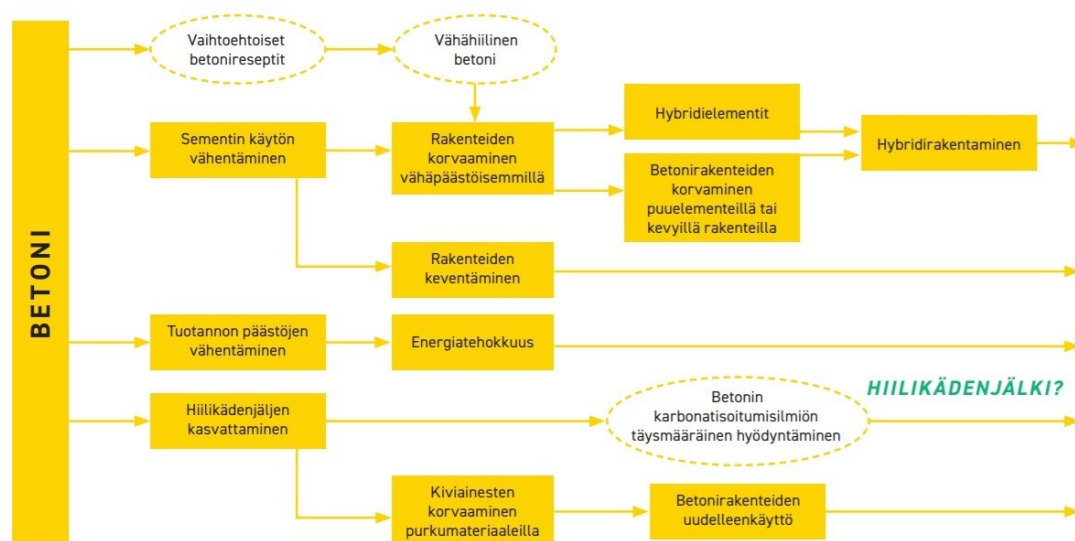 BETONI
Vaihtoehtoiset
betonireseptit
Vähähiilinen
betoni
Sementin käytön
vähentäminen
Rakenteiden
korvaaminen
vähäpäästöisemmillä
Hybridielementit
Betonirakenteiden
korvaminen
puuelementeillä tai
kevyillä rakenteilla
Hybridirakentaminen
Rakenteiden
keventäminen
Tuotannon päästöjen
vähentäminen
Energiatehokkuus
Hiilikädenjäljen
kasvattaminen
Betonin
karbonatisoitumisilmiön
täysmääräinen hyödyntäminen
HIILIKÄDENJÄLKI?
Kiviainesten
korvaaminen
purkumateriaaleilla
Betonirakenteiden
uudelleenkäyttö